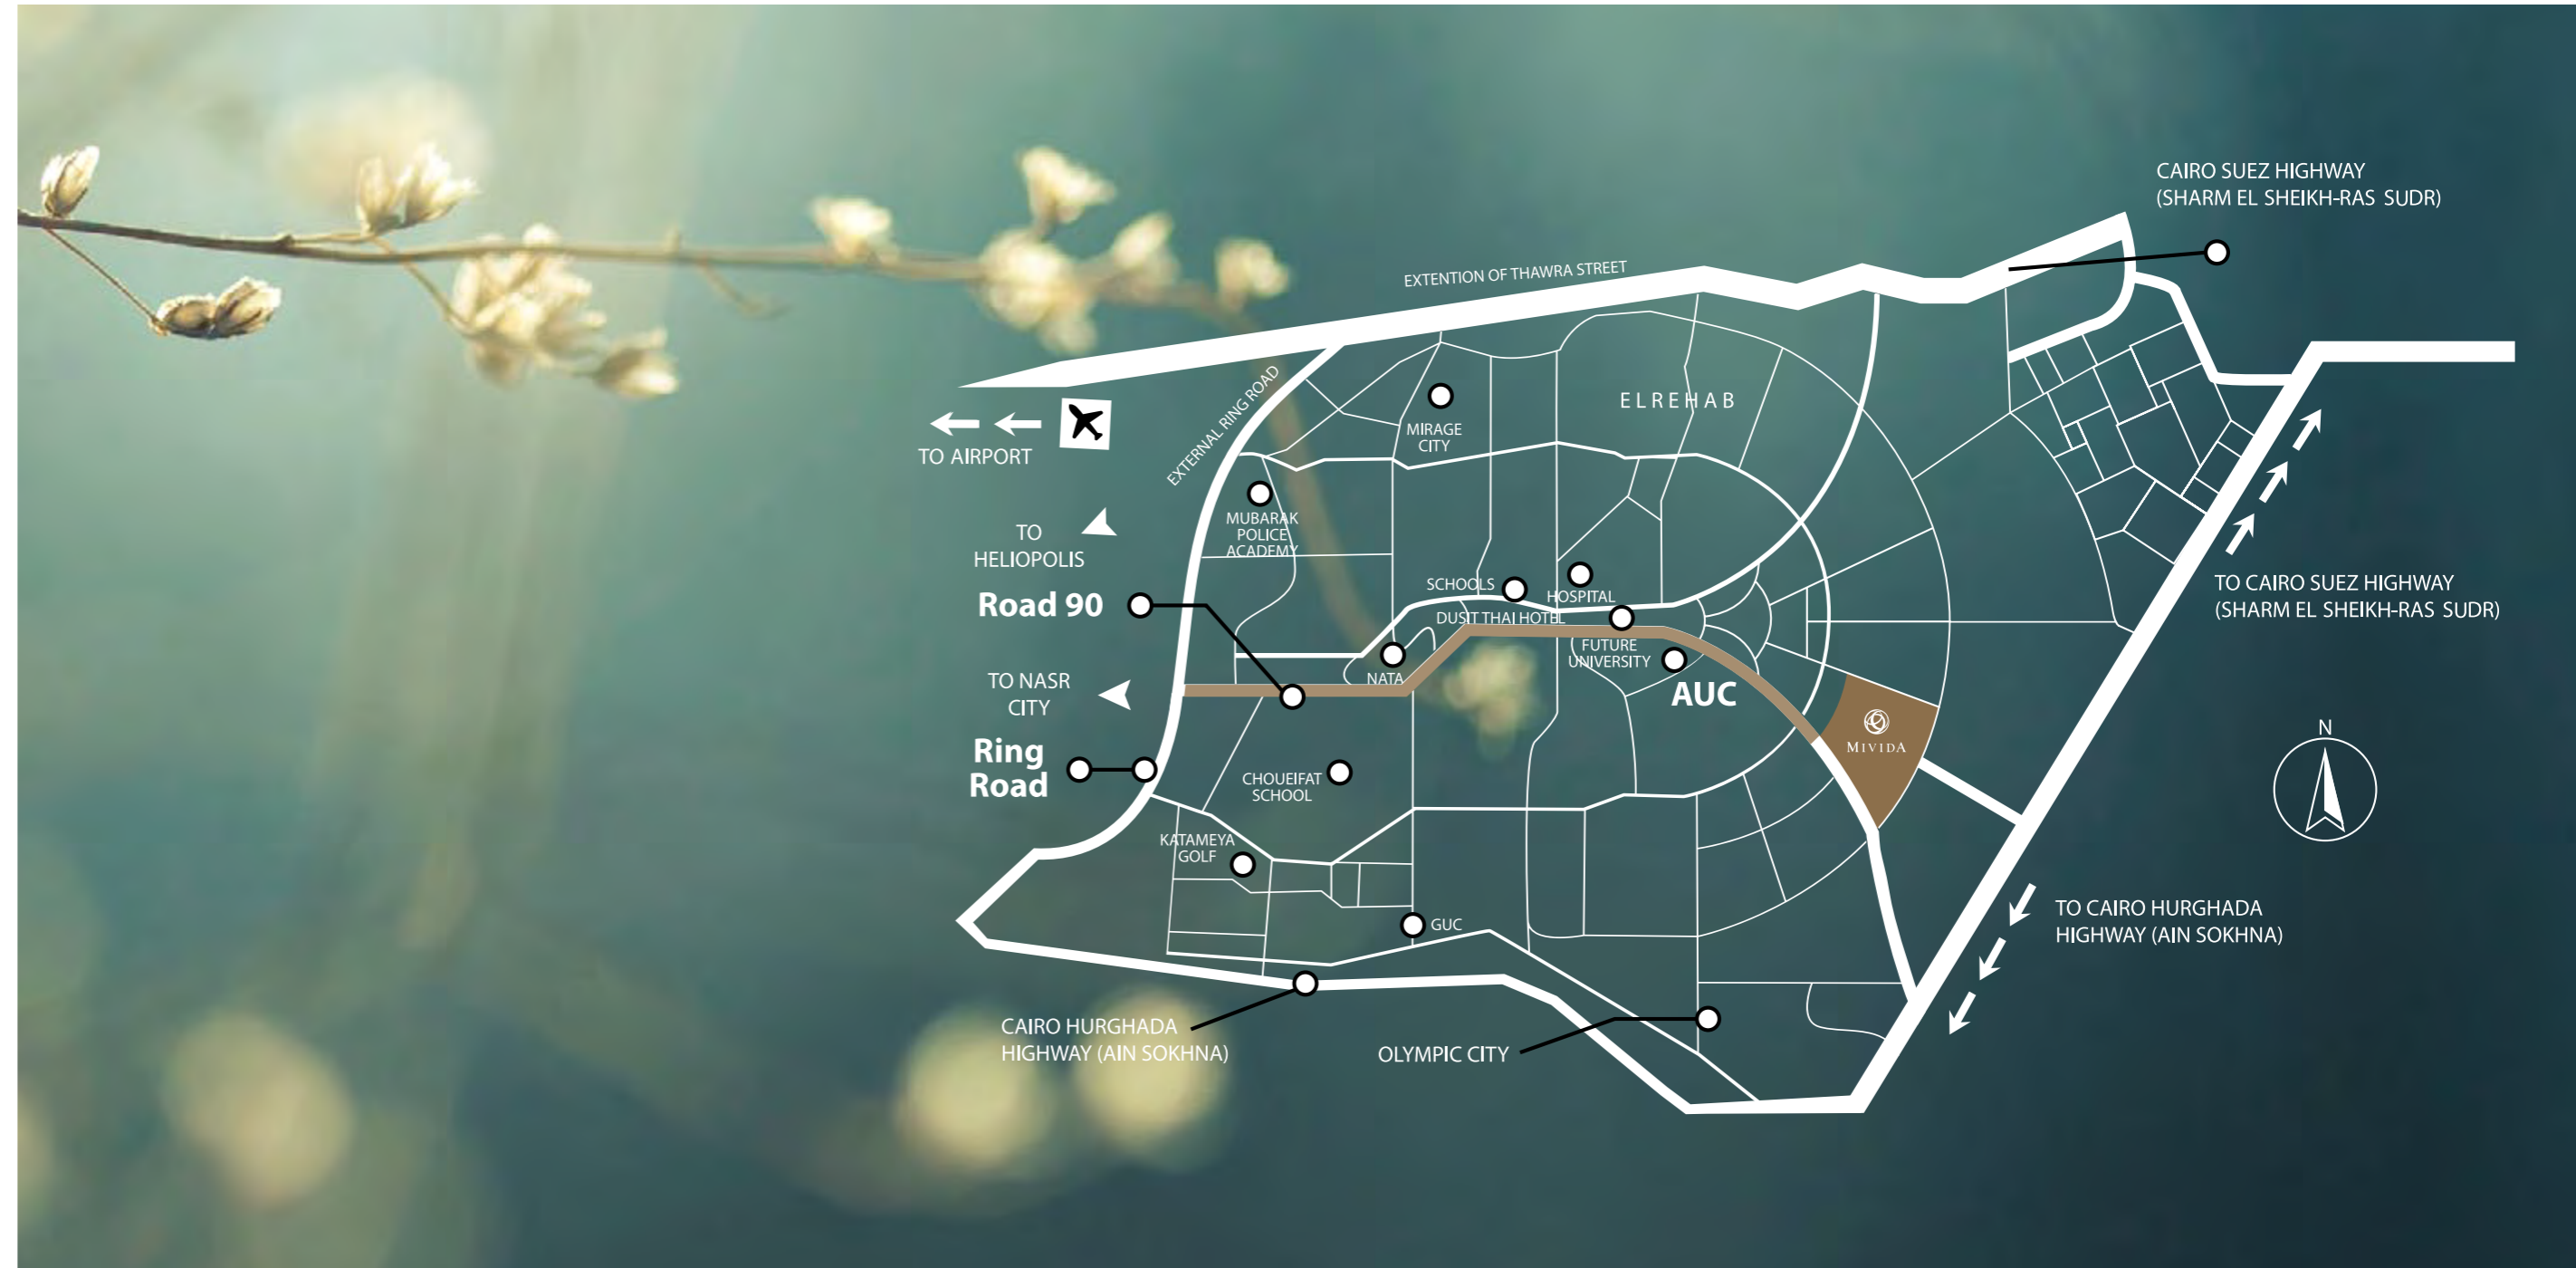 CAIRO SUEZ HIGHWAY
(SHARM EL SHEIKH-RAS SUDR)
EXTENTION OF THAWRA STREET
EXTERNAL RING ROAD
ELREHAB
MIRAGE
CITY
TO AIRPORT
MUBARAK
POLICE
ACADEMY
TO
HELIOPOLIS
Road 90
SCHOOLS
HOSPITAL
DUSIT THAI HOTEL
TO CAIRO SUEZ HIGHWAY
(SHARM EL SHEIKH-RAS SUDR)
FUTURE
UNIVERSITY
NATA
AUC
TO NASR
CITY
MIVIDA
N
Ring
Road
CHOUEIFAT
SCHOOL
KATAMEYA
GOLF
GUC
TO CAIRO HURGHADA
HIGHWAY (AIN SOKHNA)
CAIRO HURGHADA
HIGHWAY (AIN SOKHNA)
OLYMPIC CITY